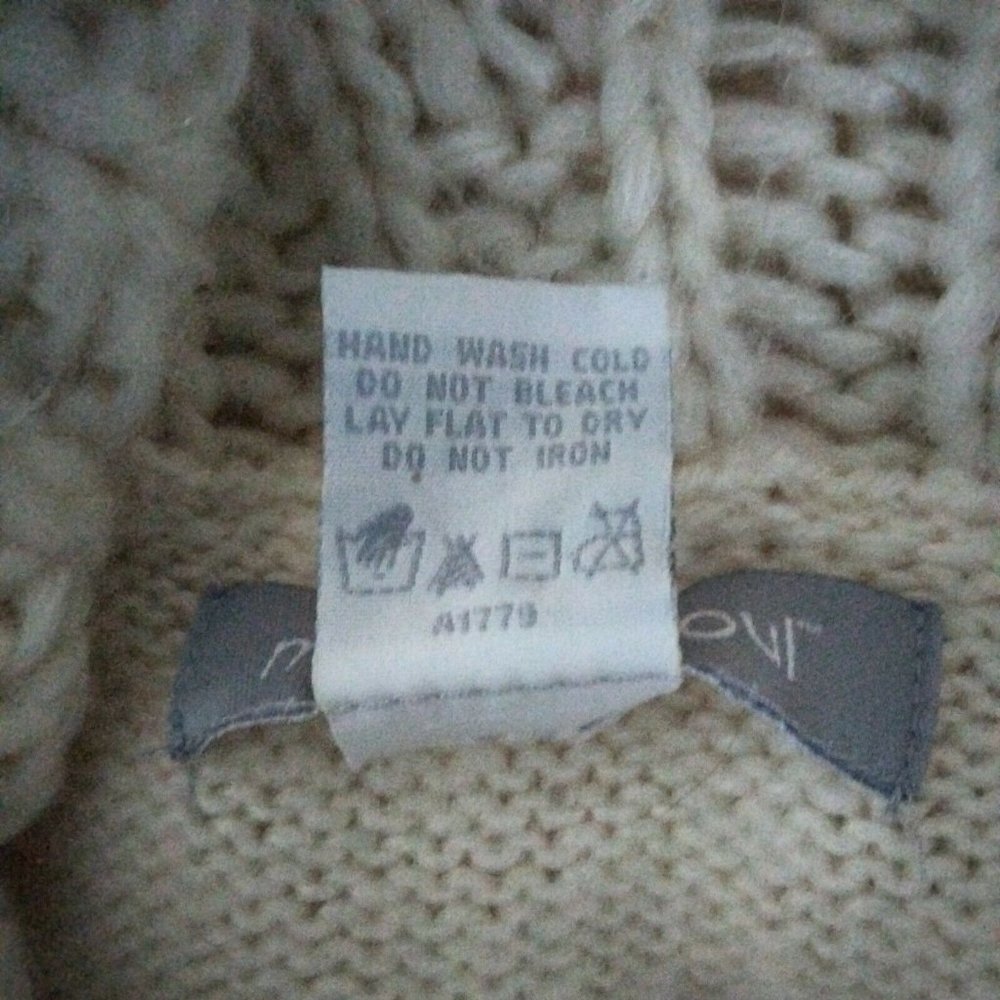 HAND WASH COLD
DO NOT BLEACH
LAY FLAT TO DRY
DO NOT IRON
A1779